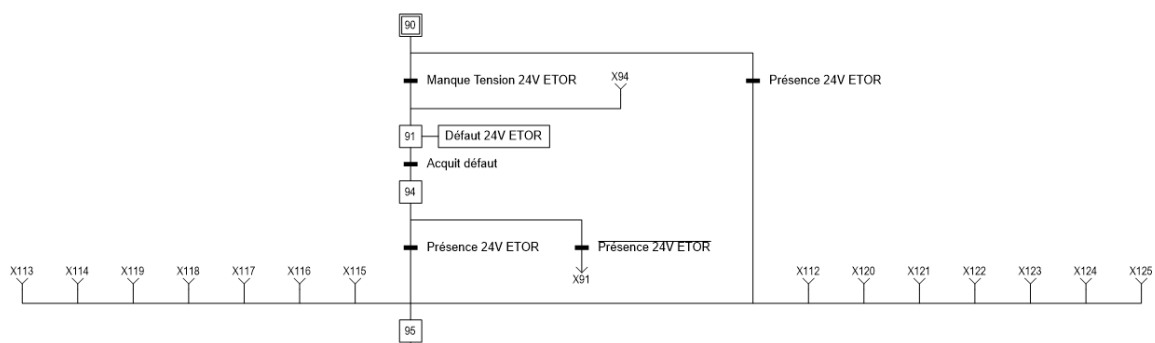 90
Manque Tension 24V ETOR
X94
Présence 24V ETOR
91
Défaut 24V ETOR
Acquit défaut
94
Présence 24V ETOR
Présence 24V ETOR
X113
X114
X119
X118
X117
X116
X115
X91
X112
X120
X121
X122
X123
X124
X125
95